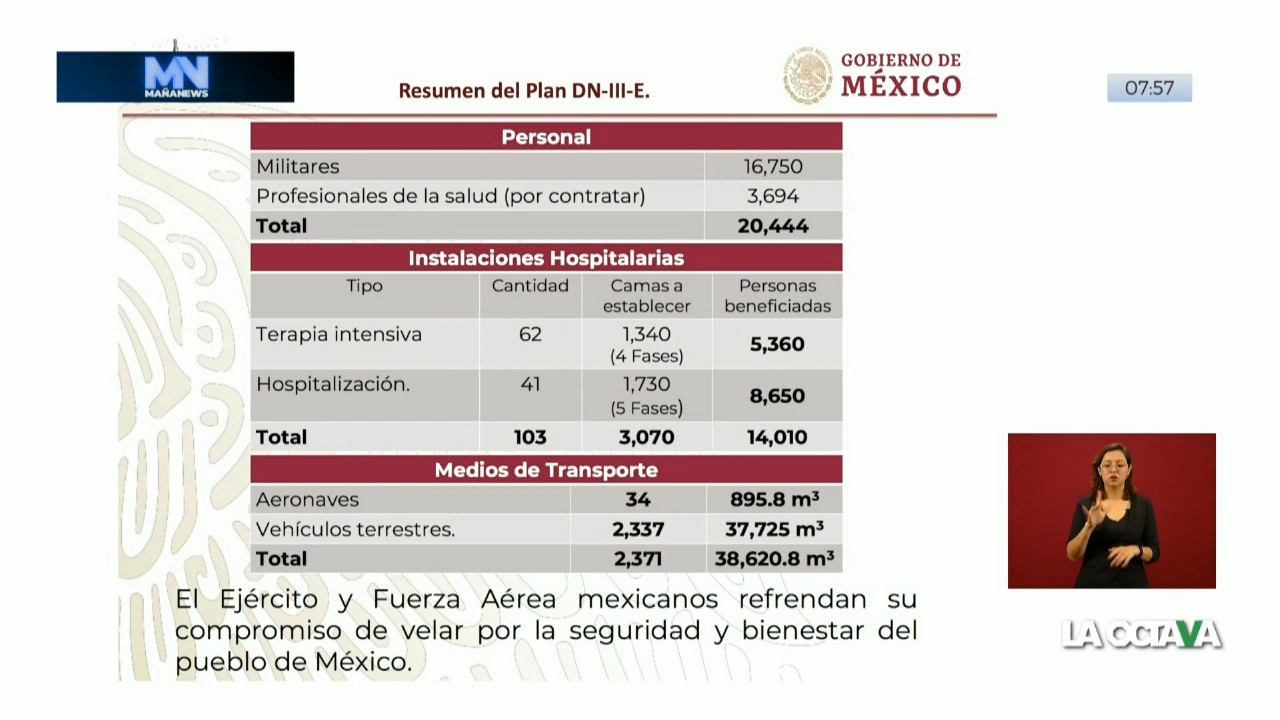 MN
MAÑANEWS
Resumen del Plan DN-III-E.
GOBIERNO DE
MÉXICO
07:57
Personal
Militares 16,750
Profesionales de la salud (por contratar) 3,694
Total 20,444
Instalaciones Hospitalarias
Tipo Cantidad Camas a establecer Personas beneficiadas
Terapia intensiva 62 1,340 (4 Fases) 5,360
Hospitalización. 41 1,730 (5 Fases) 8,650
Total 103 3,070 14,010
Medios de Transporte
Aeronaves 34 895.8 m³
Vehículos terrestres. 2,337 37,725 m³
Total 2,371 38,620.8 m³
El Ejército y Fuerza Aérea mexicanos refrendan su
compromiso de velar por la seguridad y bienestar del
pueblo de México.
LA OCTAVA